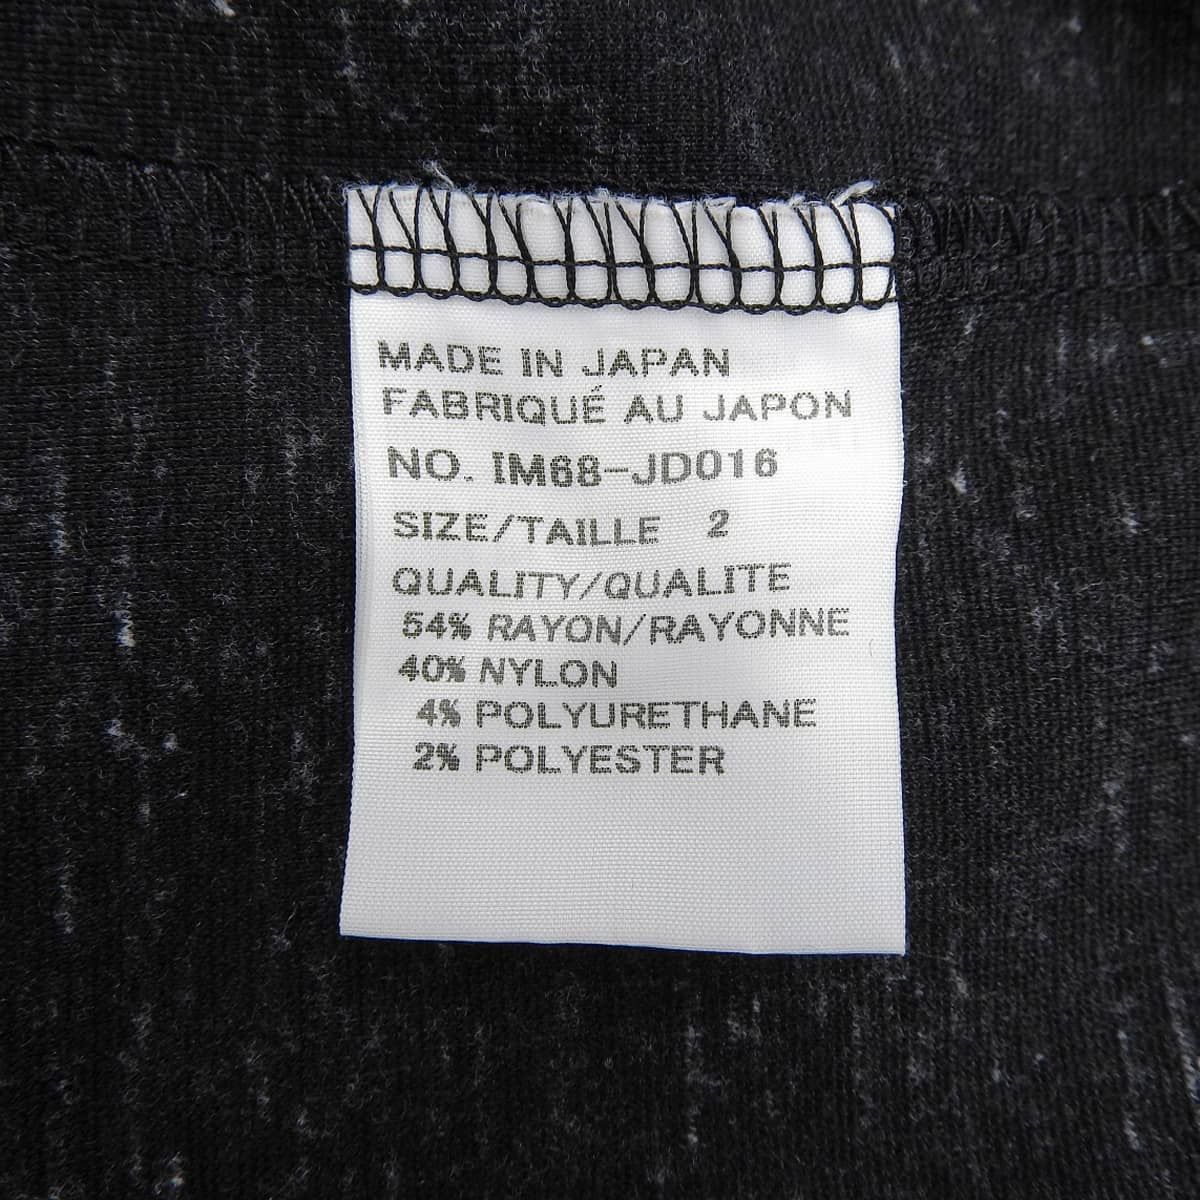 MADE IN JAPAN
FABRIQUÉ AU JAPON
NO. IM68-JD016
SIZE/TAILLE 2
QUALITY/QUALITE
54% RAYON/RAYONNE
40% NYLON
4% POLYURETHANE
2% POLYESTER